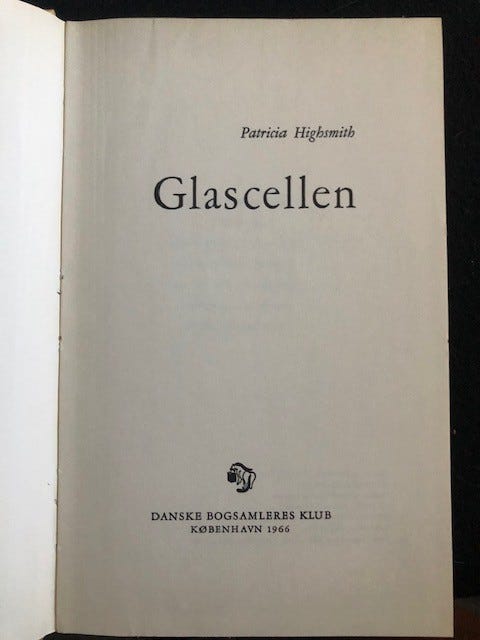 Patricia Highsmith
Glascellen
DANSKE BOGSAMLERES KLUB
KØBENHAVN 1966